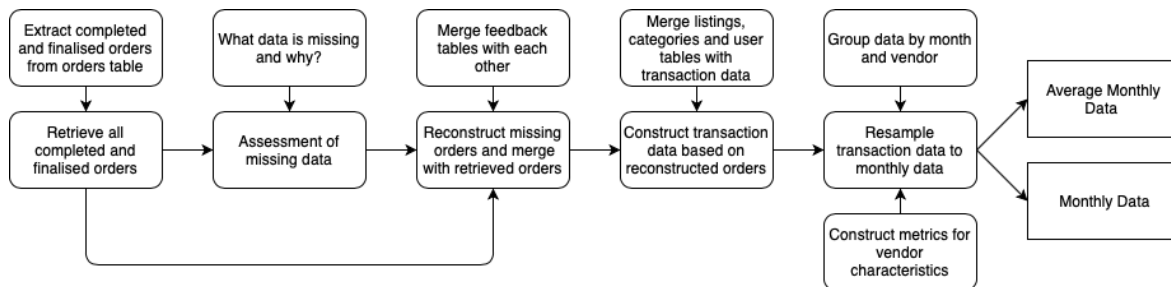 Extract completed
and finalised orders
from orders table
What data is missing
and why?
Merge feedback
tables with each
other
Merge listings,
categories and user
tables with
transaction data
Group data by month
and vendor
Retrieve all
completed and
finalised orders
Assessment of
missing data
Reconstruct missing
orders and merge
with retrieved orders
Construct transaction
data based on
reconstructed orders
Resample
transaction data to
monthly data
Average Monthly
Data
Monthly Data
Construct metrics for
vendor
characteristics